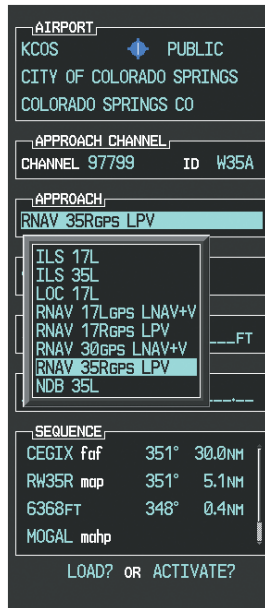 AIRPORT
KCOS PUBLIC
CITY OF COLORADO SPRINGS
COLORADO SPRINGS CO
APPROACH CHANNEL
CHANNEL 97799 ID W35A
APPROACH
RNAV 35RGPS LPV
ILS 17L
ILS 35L
LOC 17L
RNAV 17LGPS LNAV+V
RNAV 17RGPS LPV
RNAV 30GPS LNAV+V
RNAV 35RGPS LPV
NDB 35L
___FT
SEQUENCE
CEGIX faf 351° 30.0NM
RW35R map 351° 5.1NM
6368FT 348° 0.4NM
MOGAL mahp
LOAD? OR ACTIVATE?